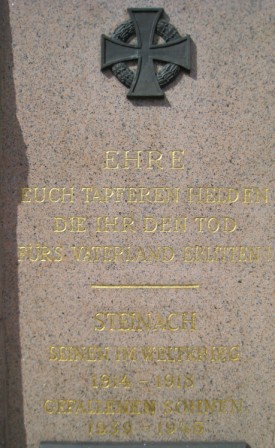 EHRE
EUCH TAPFEREN HELDEN
DIE IHR DEN TOD
FÜRS VATERLAND ERLITTEN
STEINACH
SEINEN IM WELTKRIEG
1914 - 1918
GEFALLENEN SÖHNEN
1939 - 1945